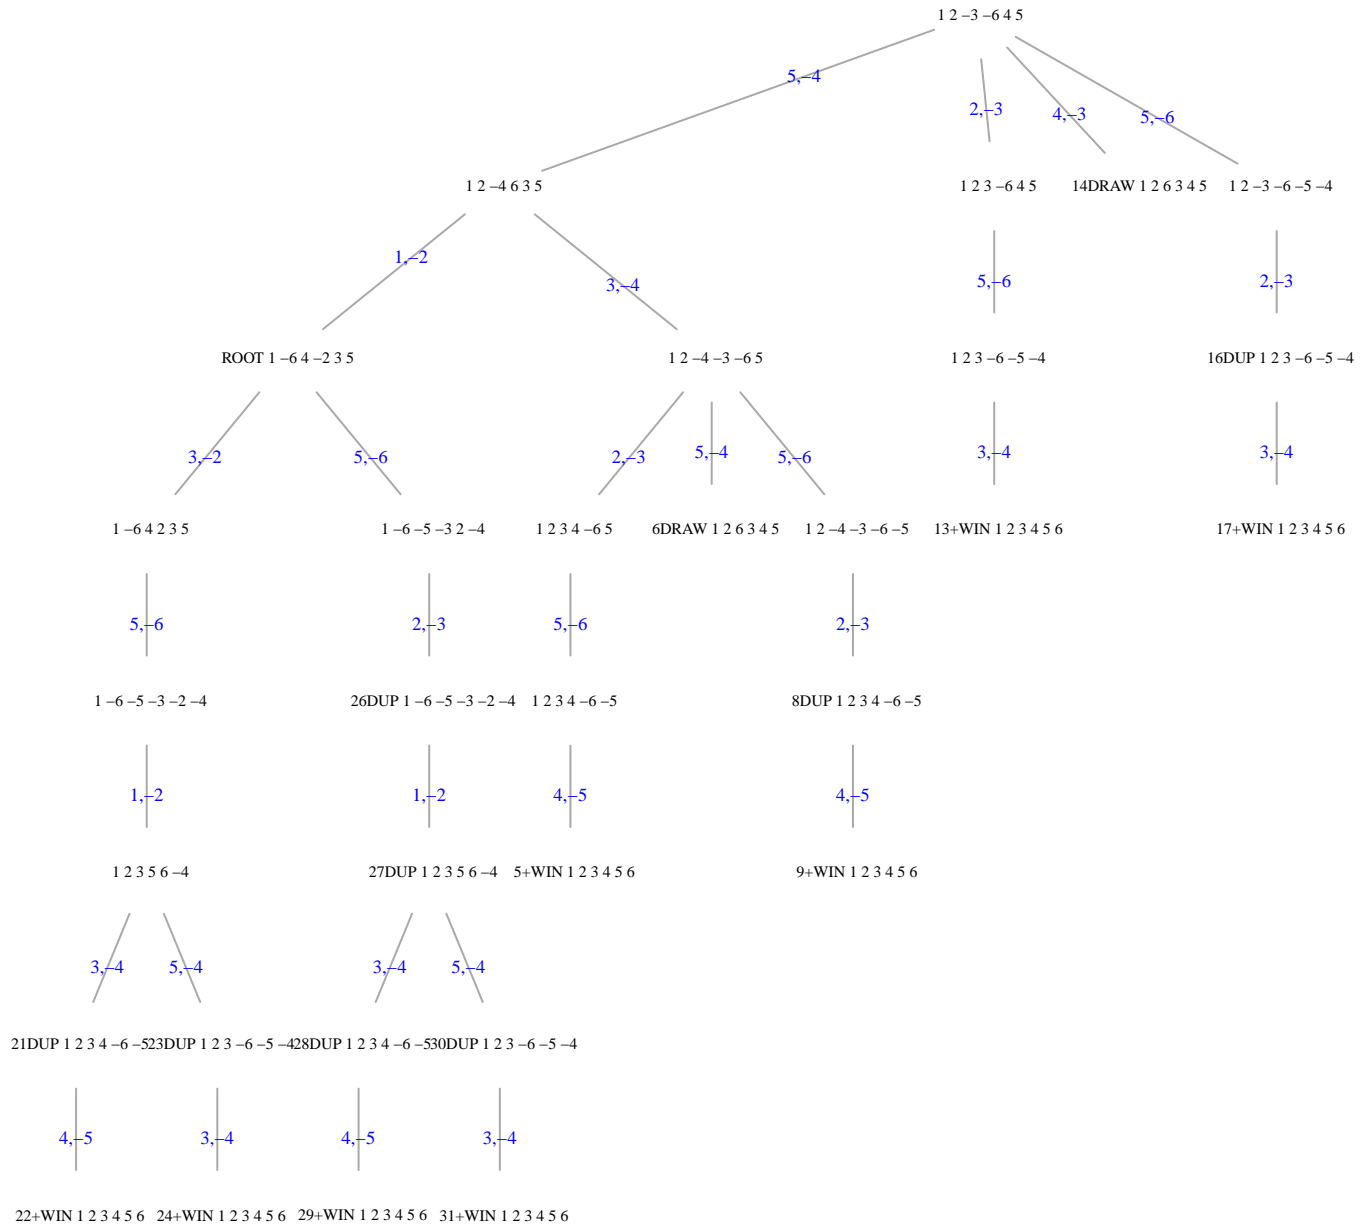 1 2 −3 −6 4 5
5,−4
2,−3
4,−3
5,−6
1 2 −4 6 3 5
1 2 3 −6 4 5
14DRAW 1 2 6 3 4 5
1 2 −3 −6 −5 −4
1,−2
3,−4
5,−6
2,−3
ROOT 1 −6 4 −2 3 5
1 2 −4 −3 −6 5
1 2 3 −6 −5 −4
16DUP 1 2 3 −6 −5 −4
3,−2
5,−6
2,−3
5,−4
5,−6
3,−4
3,−4
1 −6 4 2 3 5
1 −6 −5 −3 2 −4
1 2 3 4 −6 5
6DRAW 1 2 6 3 4 5
1 2 −4 −3 −6 −5
13+WIN 1 2 3 4 5 6
17+WIN 1 2 3 4 5 6
5,−6
2,−3
5,−6
2,−3
1 −6 −5 −3 −2 −4
26DUP 1 −6 −5 −3 −2 −4
1 2 3 4 −6 −5
8DUP 1 2 3 4 −6 −5
1,−2
1,−2
4,−5
4,−5
1 2 3 5 6 −4
27DUP 1 2 3 5 6 −4
5+WIN 1 2 3 4 5 6
9+WIN 1 2 3 4 5 6
3,−4
5,−4
3,−4
5,−4
21DUP 1 2 3 4 −6 −5
23DUP 1 2 3 −6 −5 −4
28DUP 1 2 3 4 −6 −5
30DUP 1 2 3 −6 −5 −4
4,−5
3,−4
4,−5
3,−4
22+WIN 1 2 3 4 5 6
24+WIN 1 2 3 4 5 6
29+WIN 1 2 3 4 5 6
31+WIN 1 2 3 4 5 6